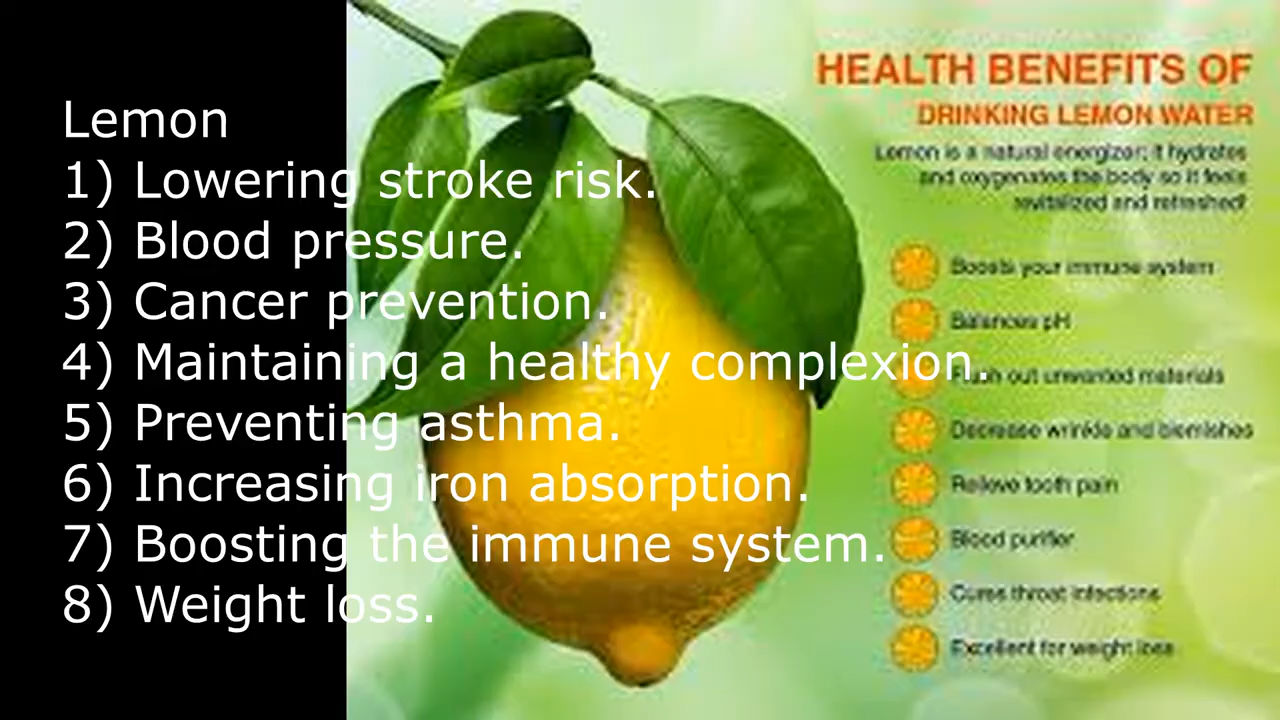 Lemon
1) Lowering stroke risk.
2) Blood pressure.
3) Cancer prevention.
4) Maintaining a healthy complexion.
5) Preventing asthma.
6) Increasing iron absorption.
7) Boosting the immune system.
8) Weight loss.
HEALTH BENEFITS OF
DRINKING LEMON WATER
Lemon is a natural energizer; it hydrates
and oxygenates the body so it feels
revitalized and refreshed!
Boosts your immune system
Balances pH
Flush out unwanted materials
Decrease wrinkle and blemishes
Relieve tooth pain
Blood purifier
Cures throat infections
Excellent for weight loss